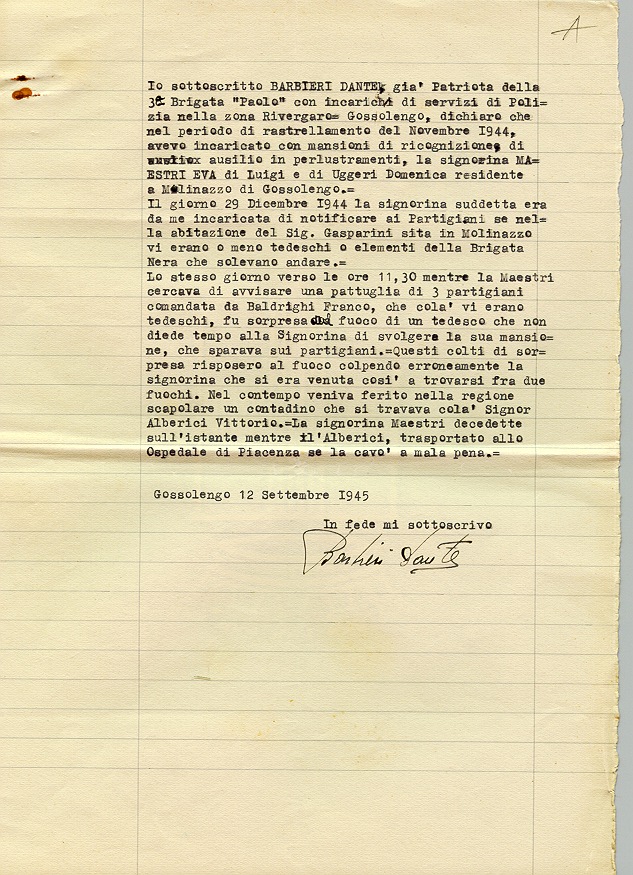 A
Io sottoscritto BARBIERI DANTE, gia' Patriota della
3a Brigata "Paolo" con incarichi di servizi di Poli=
zia nella zona Rivergaro= Gossolengo, dichiaro che
nel periodo di rastrellamento del Novembre I944,
avevo incaricato con mansioni di ricognizione, di
ausilio in perlustramenti, la signorina MA=
ESTRI EVA di Luigi e di Uggeri Domenica residente
a Molinazzo di Gossolengo.=
Il giorno 29 Dicembre I944 la signorina suddetta era
da me incaricata di notificare ai Partigiani se nel=
la abitazione del Sig. Gasparini sita in Molinazzo
vi erano o meno tedeschi o elementi della Brigata
Nera che solevano andare.=
Lo stesso giorno verso le ore 11,30 mentre la Maestri
cercava di avvisare una pattuglia di 3 partigiani
comandata da Baldrighi Franco, che cola' vi erano
tedeschi, fu sorpresa dal fuoco di un tedesco che non
diede tempo alla Signorina di svolgere la sua mansio=
ne, che sparava sui partigiani.=Questi colti di sor=
presa risposero al fuoco colpendo erroneamente la
signorina che si era venuta cosi' a trovarsi fra due
fuochi. Nel contempo veniva ferito nella regione
scapolare un contadino che si travava cola' Signor
Alberici Vittorio.=La signorina Maestri decedette
sull'istante mentre il'Alberici, trasportato allo
Ospedale di Piacenza se la cavo' a mala pena.=
Gossolengo 12 Settembre I945
In fede mi sottoscrivo
Barbieri Dante